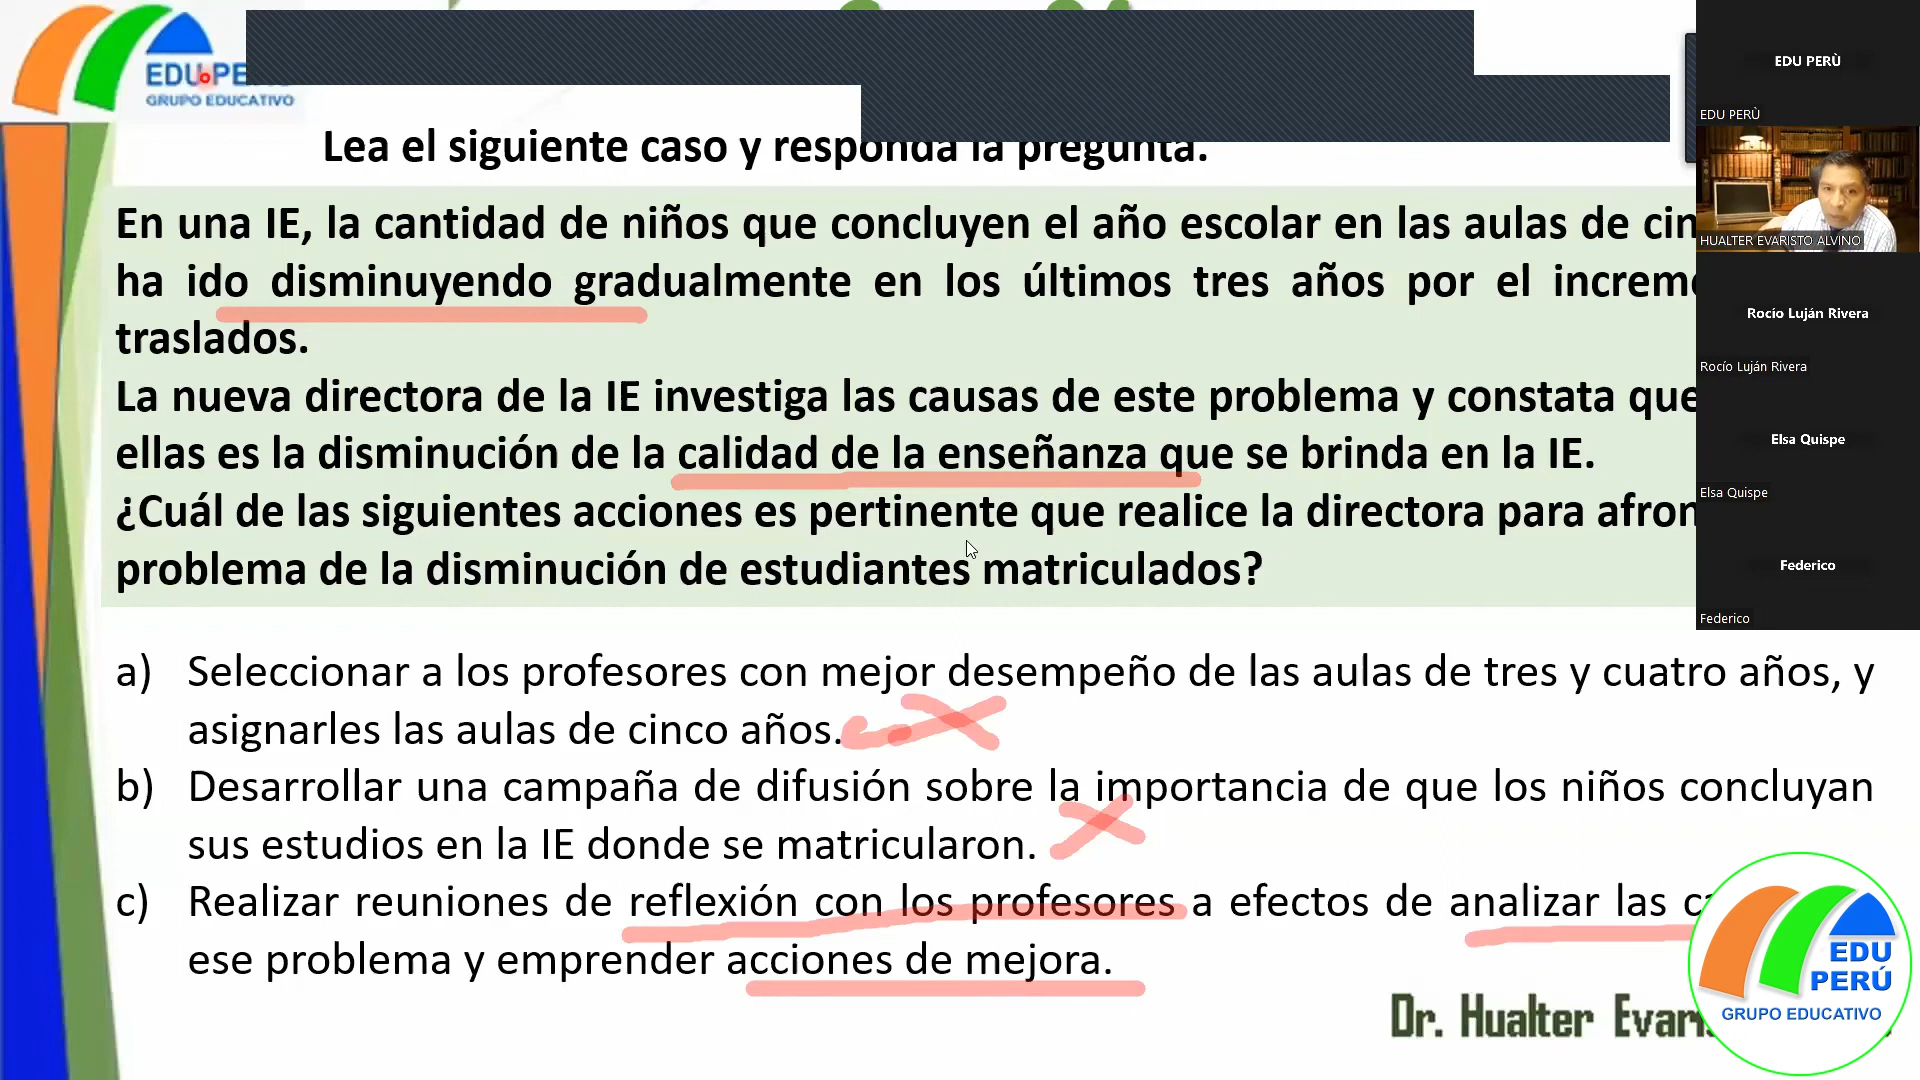 GRUPO EDUCATIVO
Lea el siguiente caso y responda la pregunta.
En una IE, la cantidad de niños que concluyen el año escolar en las aulas de
ha ido disminuyendo gradualmente en los últimos tres años por el
traslados.
La nueva directora de la IE investiga las causas de este problema y constata que
ellas es la disminución de la calidad de la enseñanza que se brinda en la IE.
¿Cuál de las siguientes acciones es pertinente que realice la directora para
problema de la disminución de estudiantes matriculados?
a) Seleccionar a los profesores con mejor desempeño de las aulas de tres y cuatro años, y
asignarles las aulas de cinco años.
b) Desarrollar una campaña de difusión sobre la importancia de que los niños concluyan
sus estudios en la IE donde se matricularon.
c) Realizar reuniones de reflexión con los profesores a efectos de analizar las
ese problema y emprender acciones de mejora.
Dr. Hualter
EDU PERÙ
EDU PERÙ
HUALTER EVARISTO ALVINO
Rocío Luján Rivera
Rocío Luján Rivera
Elsa Quispe
Elsa Quispe
Federico
Federico
EDU
PERÚ
GRUPO EDUCATIVO